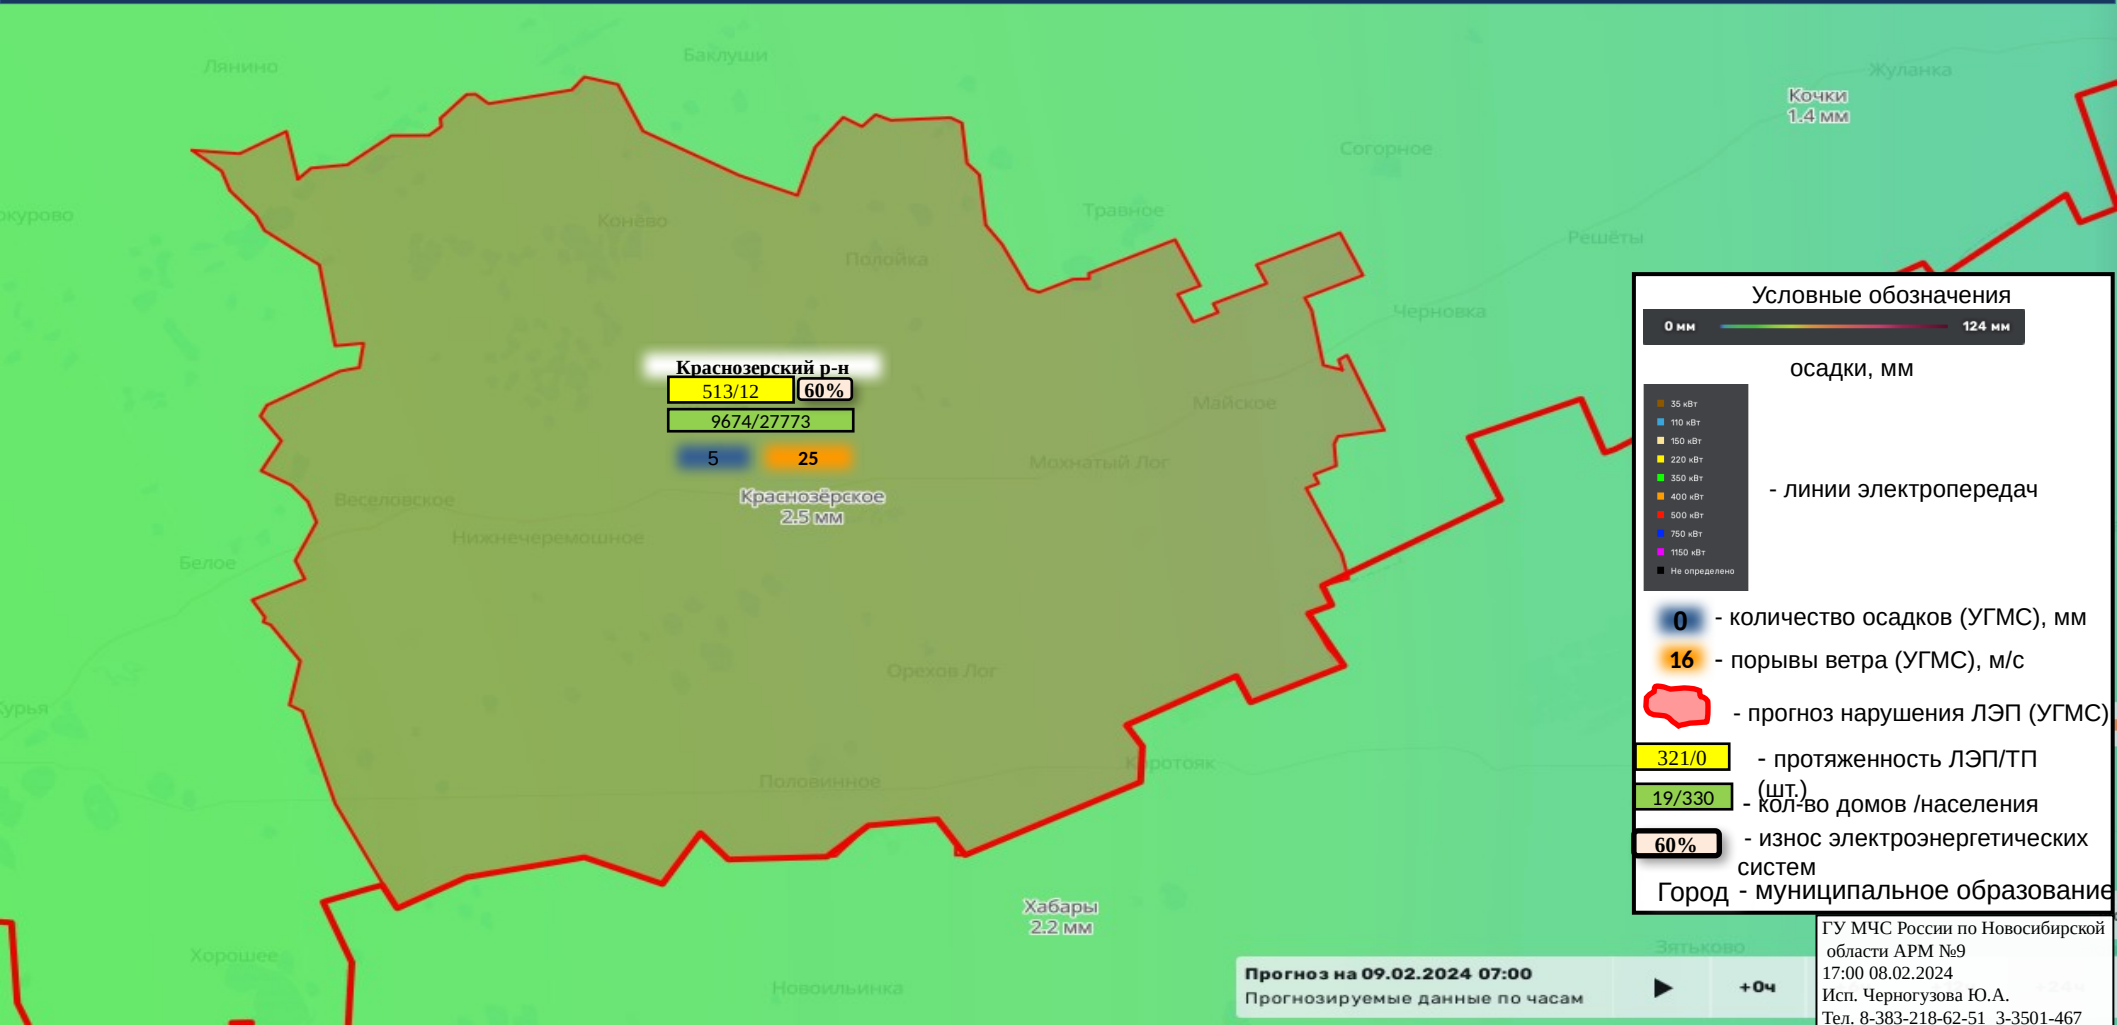 Баклуши
Лянино
Жуланка
Кочки
1.4 мм
Согорное
Травное
окурово
Конёво
Решёты
Полойка
Черновка
Краснозерский р-н
513/12
60%
9674/27773
5
25
Майское
Мохнатый Лог
Краснозёрское
2.5 мм
Веселовское
Нижнечеремошное
Белое
Орехов Лог
Курья
Коротояк
Половинное
Хабары
2.2 мм
Хорошее
Новоильинка
Зятьково
Условные обозначения
0 мм
124 мм
осадки, мм
35 кВт
110 кВт
150 кВт
220 кВт
350 кВт
400 кВт
500 кВт
750 кВт
1150 кВт
Не определено
- линии электропередач
0 - количество осадков (УГМС), мм
16 - порывы ветра (УГМС), м/с
- прогноз нарушения ЛЭП (УГМС)
321/0 - протяженность ЛЭП/ТП
(шт.)
19/330 - кол-во домов /населения
60% - износ электроэнергетических
систем
Город - муниципальное образование
Прогноз на 09.02.2024 07:00
Прогнозируемые данные по часам
+0ч
ГУ МЧС России по Новосибирской
области АРМ №9
17:00 08.02.2024
Исп. Черногузова Ю.А.
Тел. 8-383-218-62-51 3-3501-467